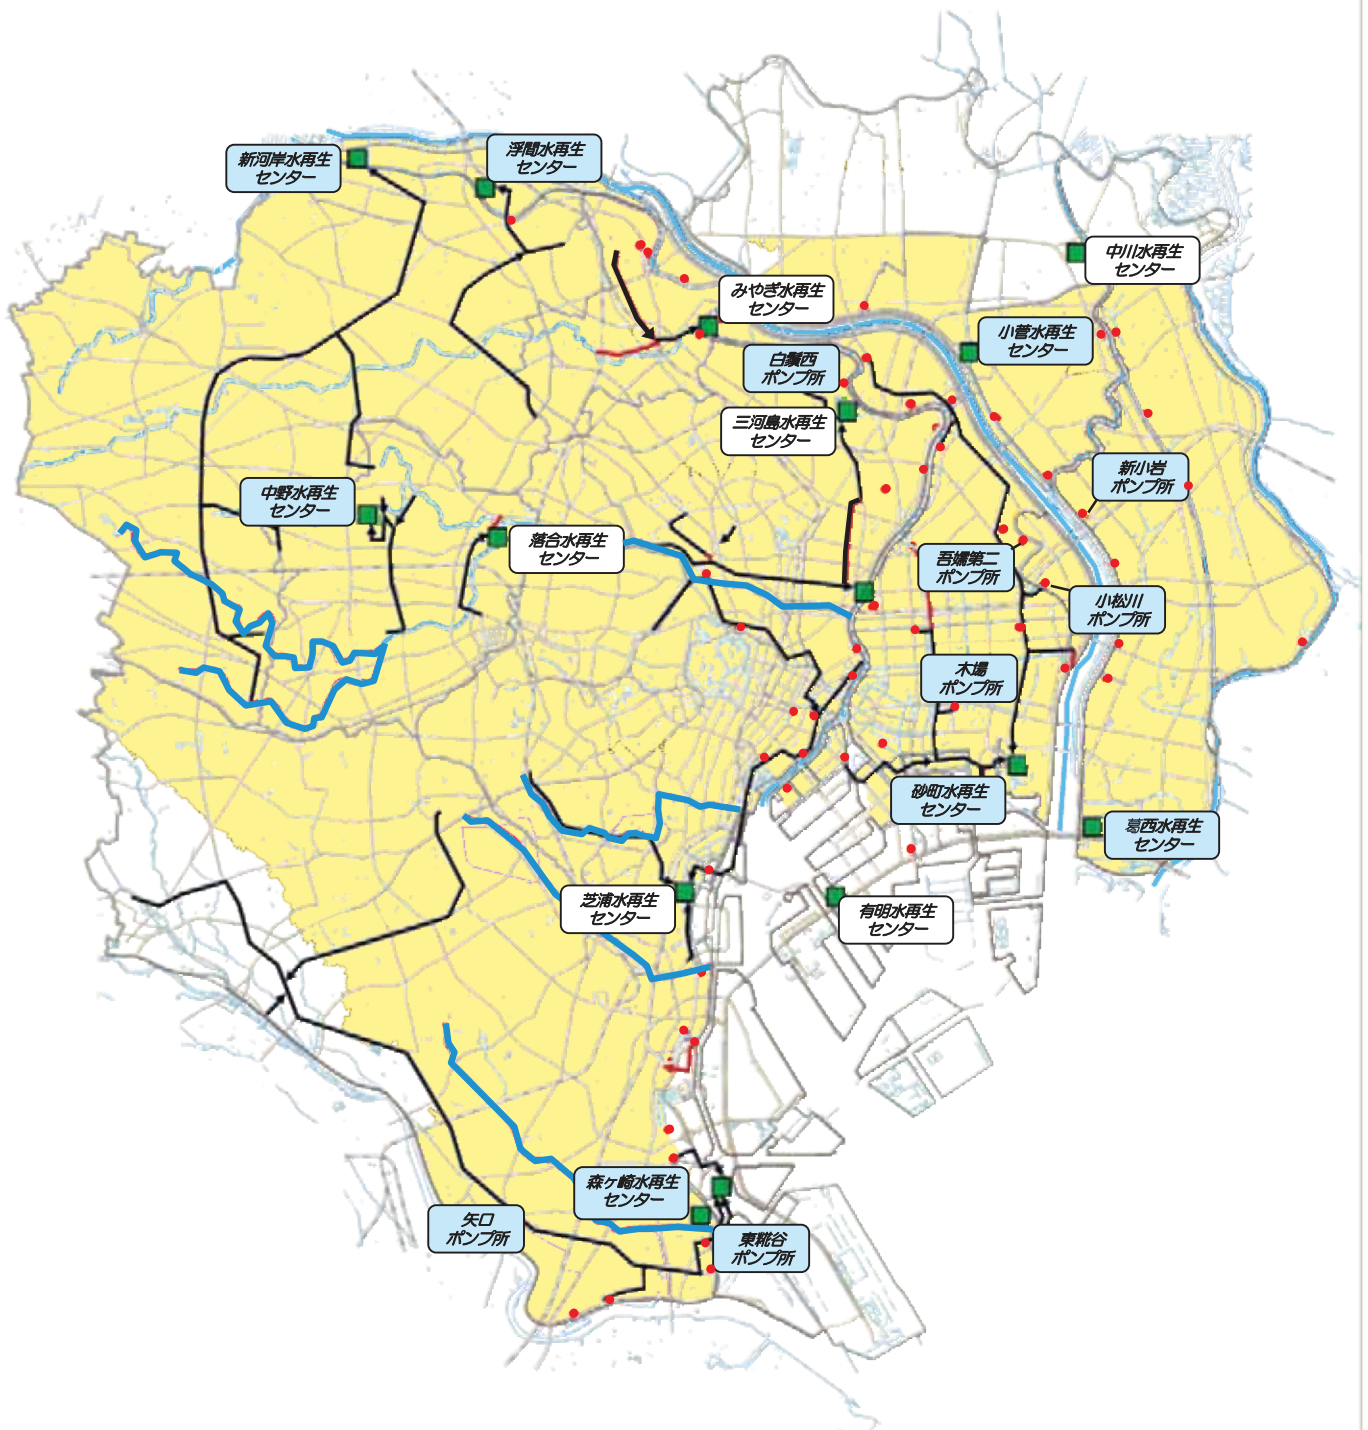 新河岸水再生
センター
浮間水再生
センター
中川水再生
センター
みやぎ水再生
センター
小菅水再生
センター
白鬚西
ポンプ所
三河島水再生
センター
新小岩
ポンプ所
中野水再生
センター
落合水再生
センター
吾嬬第二
ポンプ所
小松川
ポンプ所
木場
ポンプ所
砂町水再生
センター
葛西水再生
センター
芝浦水再生
センター
有明水再生
センター
森ヶ崎水再生
センター
矢口
ポンプ所
東糀谷
ポンプ所